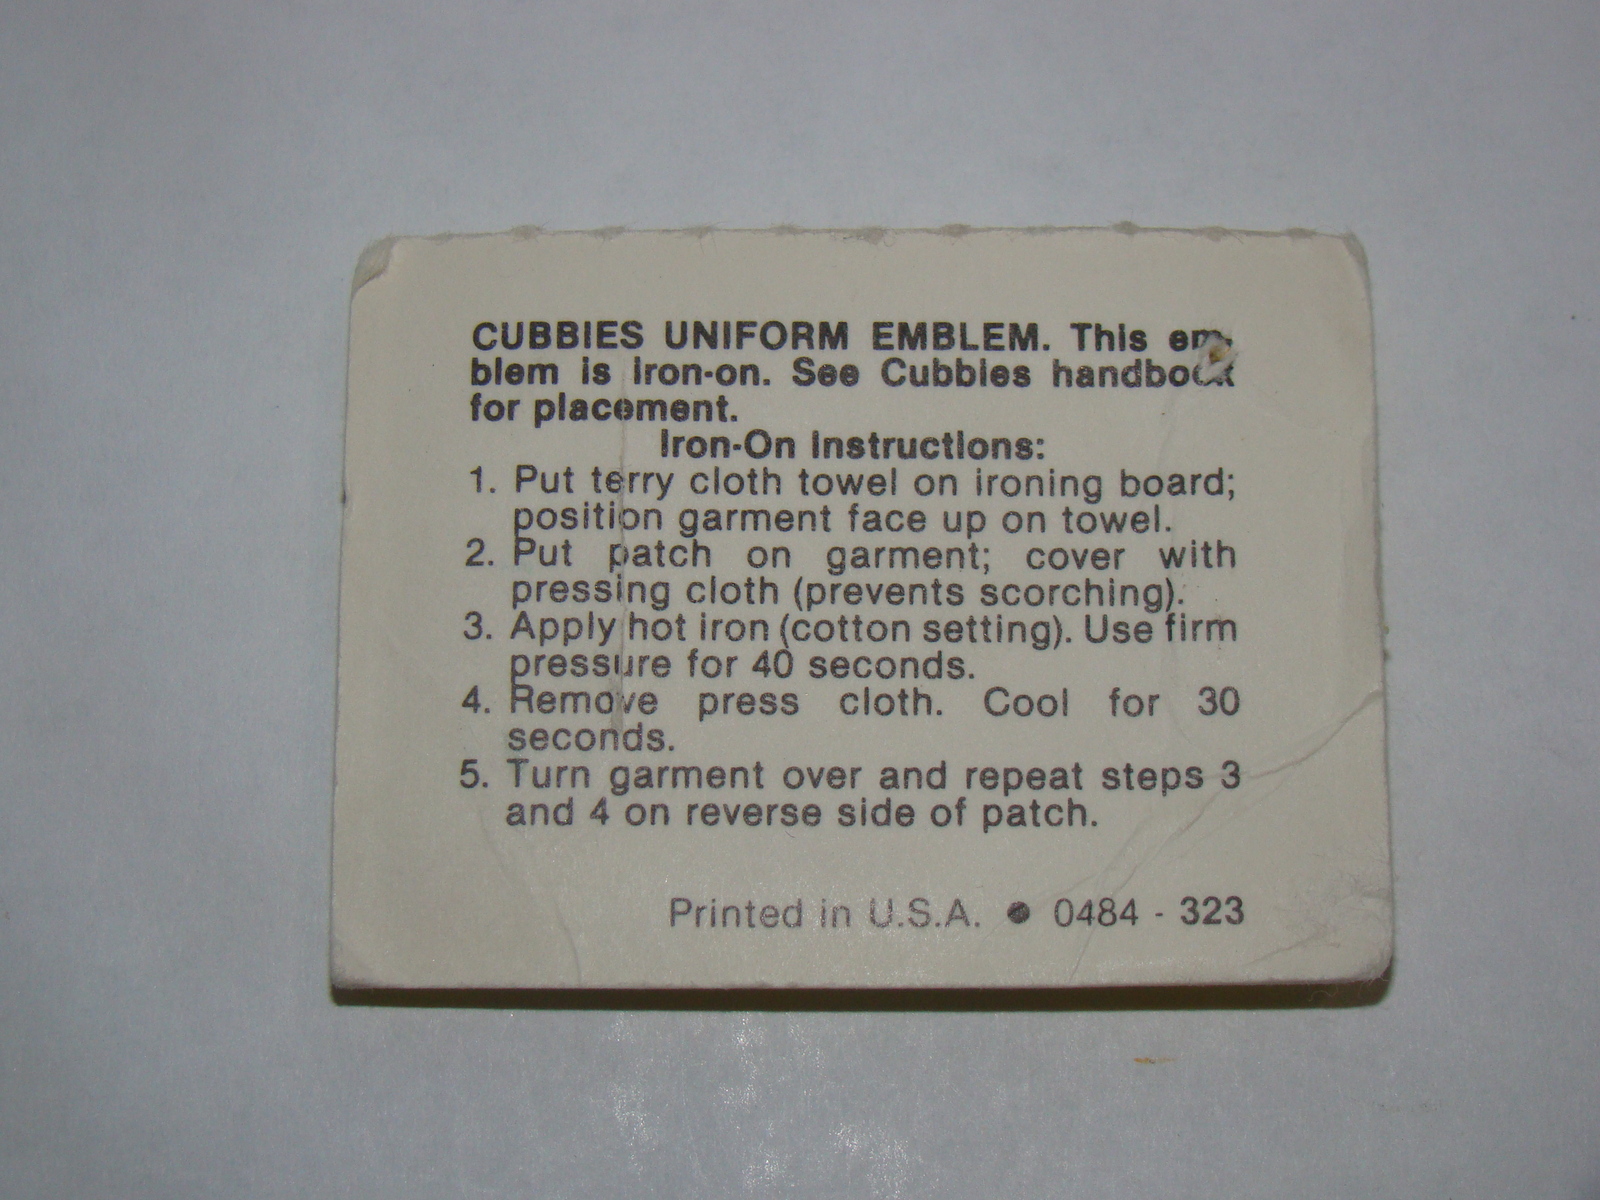 CUBBIES UNIFORM EMBLEM. This em-
blem is iron-on. See Cubbies handbook
for placement.
Iron-On Instructions:
1. Put terry cloth towel on ironing board;
position garment face up on towel.
2. Put patch on garment; cover with
pressing cloth (prevents scorching).
3. Apply hot iron (cotton setting). Use firm
pressure for 40 seconds.
4. Remove press cloth. Cool for 30
seconds.
5. Turn garment over and repeat steps 3
and 4 on reverse side of patch.
Printed in U.S.A. ● 0484 - 323